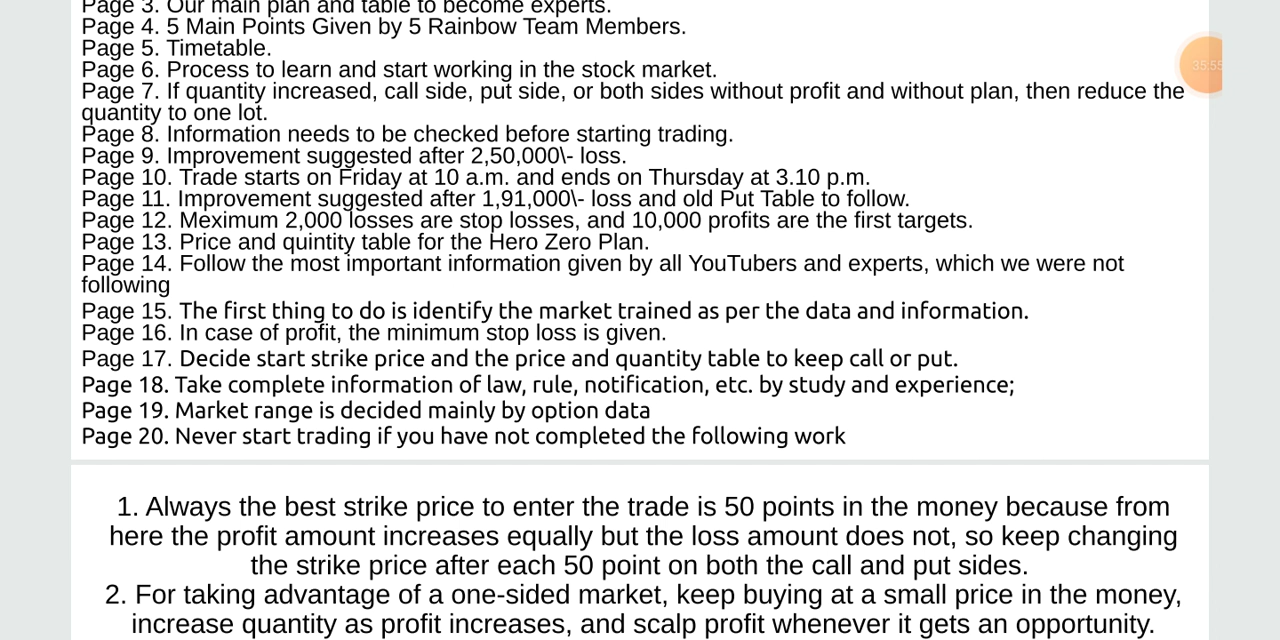 Page 3. Our main plan and table to become experts.
Page 4. 5 Main Points Given by 5 Rainbow Team Members.
Page 5. Timetable.
Page 6. Process to learn and start working in the stock market.
Page 7. If quantity increased, call side, put side, or both sides without profit and without plan, then reduce the
quantity to one lot.
Page 8. Information needs to be checked before starting trading.
Page 9. Improvement suggested after 2,50,000\- loss.
Page 10. Trade starts on Friday at 10 a.m. and ends on Thursday at 3.10 p.m.
Page 11. Improvement suggested after 1,91,000\- loss and old Put Table to follow.
Page 12. Meximum 2,000 losses are stop losses, and 10,000 profits are the first targets.
Page 13. Price and quintity table for the Hero Zero Plan.
Page 14. Follow the most important information given by all YouTubers and experts, which we were not
following
Page 15. The first thing to do is identify the market trained as per the data and information.
Page 16. In case of profit, the minimum stop loss is given.
Page 17. Decide start strike price and the price and quantity table to keep call or put.
Page 18. Take complete information of law, rule, notification, etc. by study and experience;
Page 19. Market range is decided mainly by option data
Page 20. Never start trading if you have not completed the following work
1. Always the best strike price to enter the trade is 50 points in the money because from
here the profit amount increases equally but the loss amount does not, so keep changing
the strike price after each 50 point on both the call and put sides.
2. For taking advantage of a one-sided market, keep buying at a small price in the money,
increase quantity as profit increases, and scalp profit whenever it gets an opportunity.
35:55